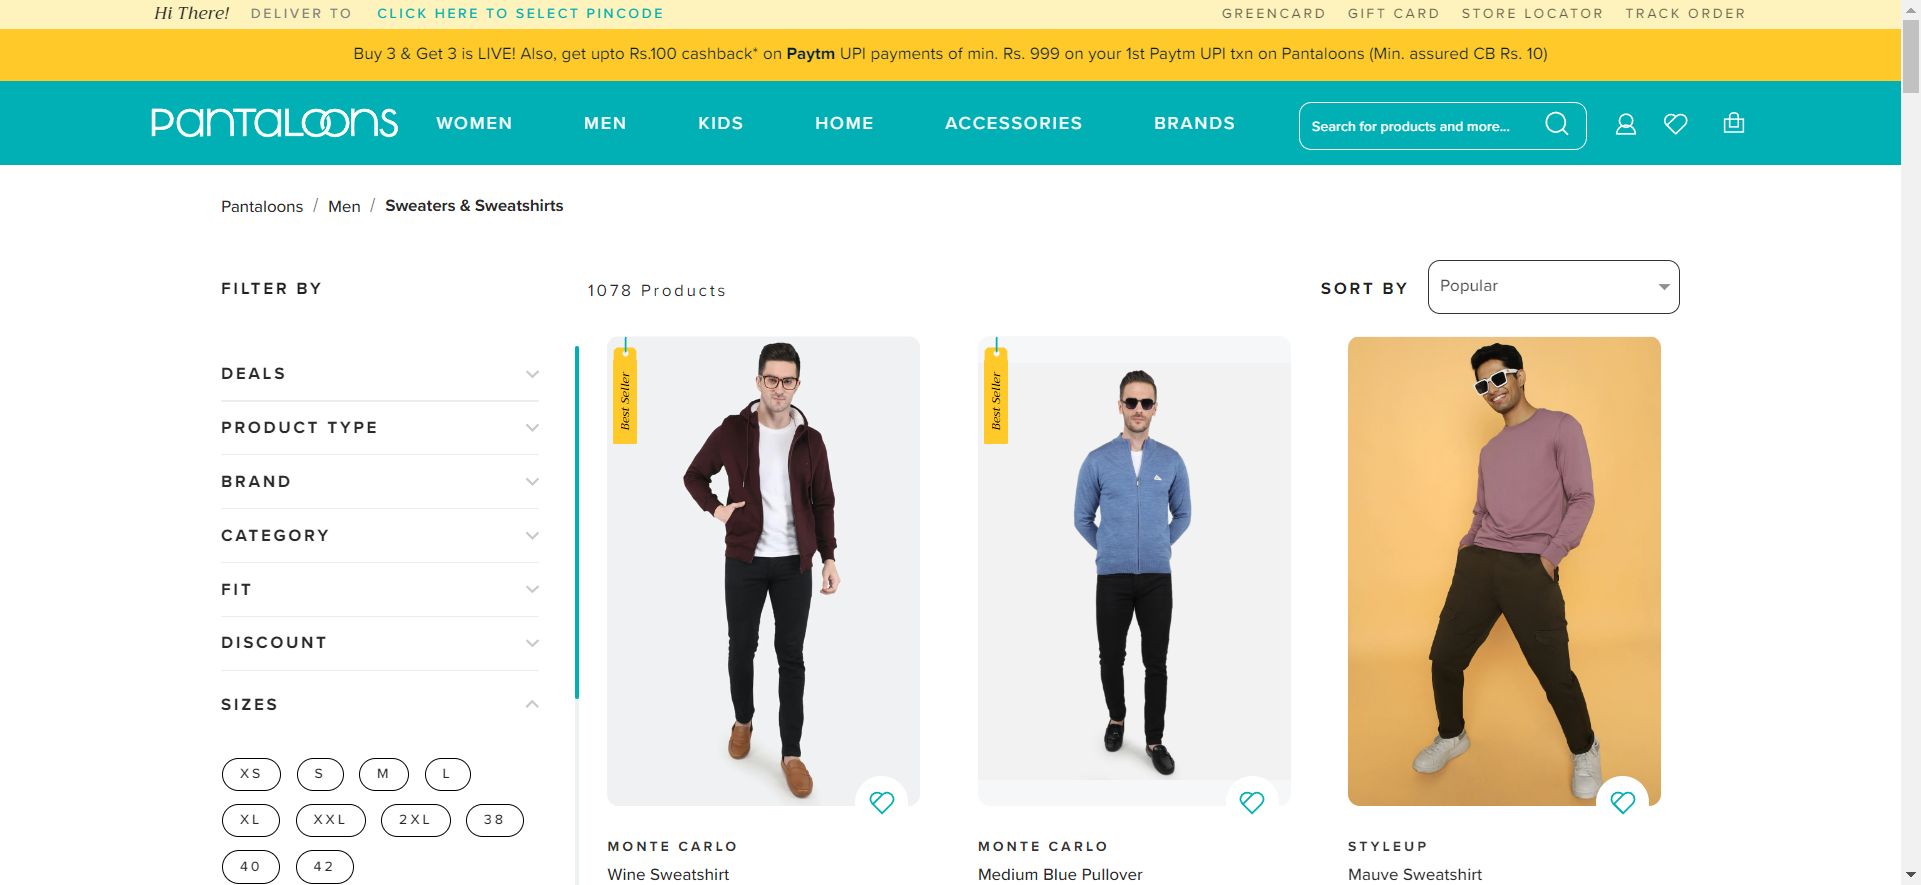 Hi There! DELIVER TO CLICK HERE TO SELECT PINCODE GREENCARD GIFT CARD STORE LOCATOR TRACK ORDER
Buy 3 & Get 3 is LIVE! Also, get upto Rs.100 cashback* on Paytm UPI payments of min. Rs. 999 on your 1st Paytm UPI txn on Pantaloons (Min. assured CB Rs. 10)
PANTALOONS WOMEN MEN KIDS HOME ACCESSORIES BRANDS Search for products and more...
Pantaloons / Men / Sweaters & Sweatshirts
FILTER BY 1078 Products SORT BY Popular
DEALS
PRODUCT TYPE
BRAND
CATEGORY
FIT
DISCOUNT
SIZES
XS S M L
XL XXL 2XL 38
40 42
Best Seller
Best Seller
MONTE CARLO MONTE CARLO STYLEUP
Wine Sweatshirt Medium Blue Pullover Mauve Sweatshirt